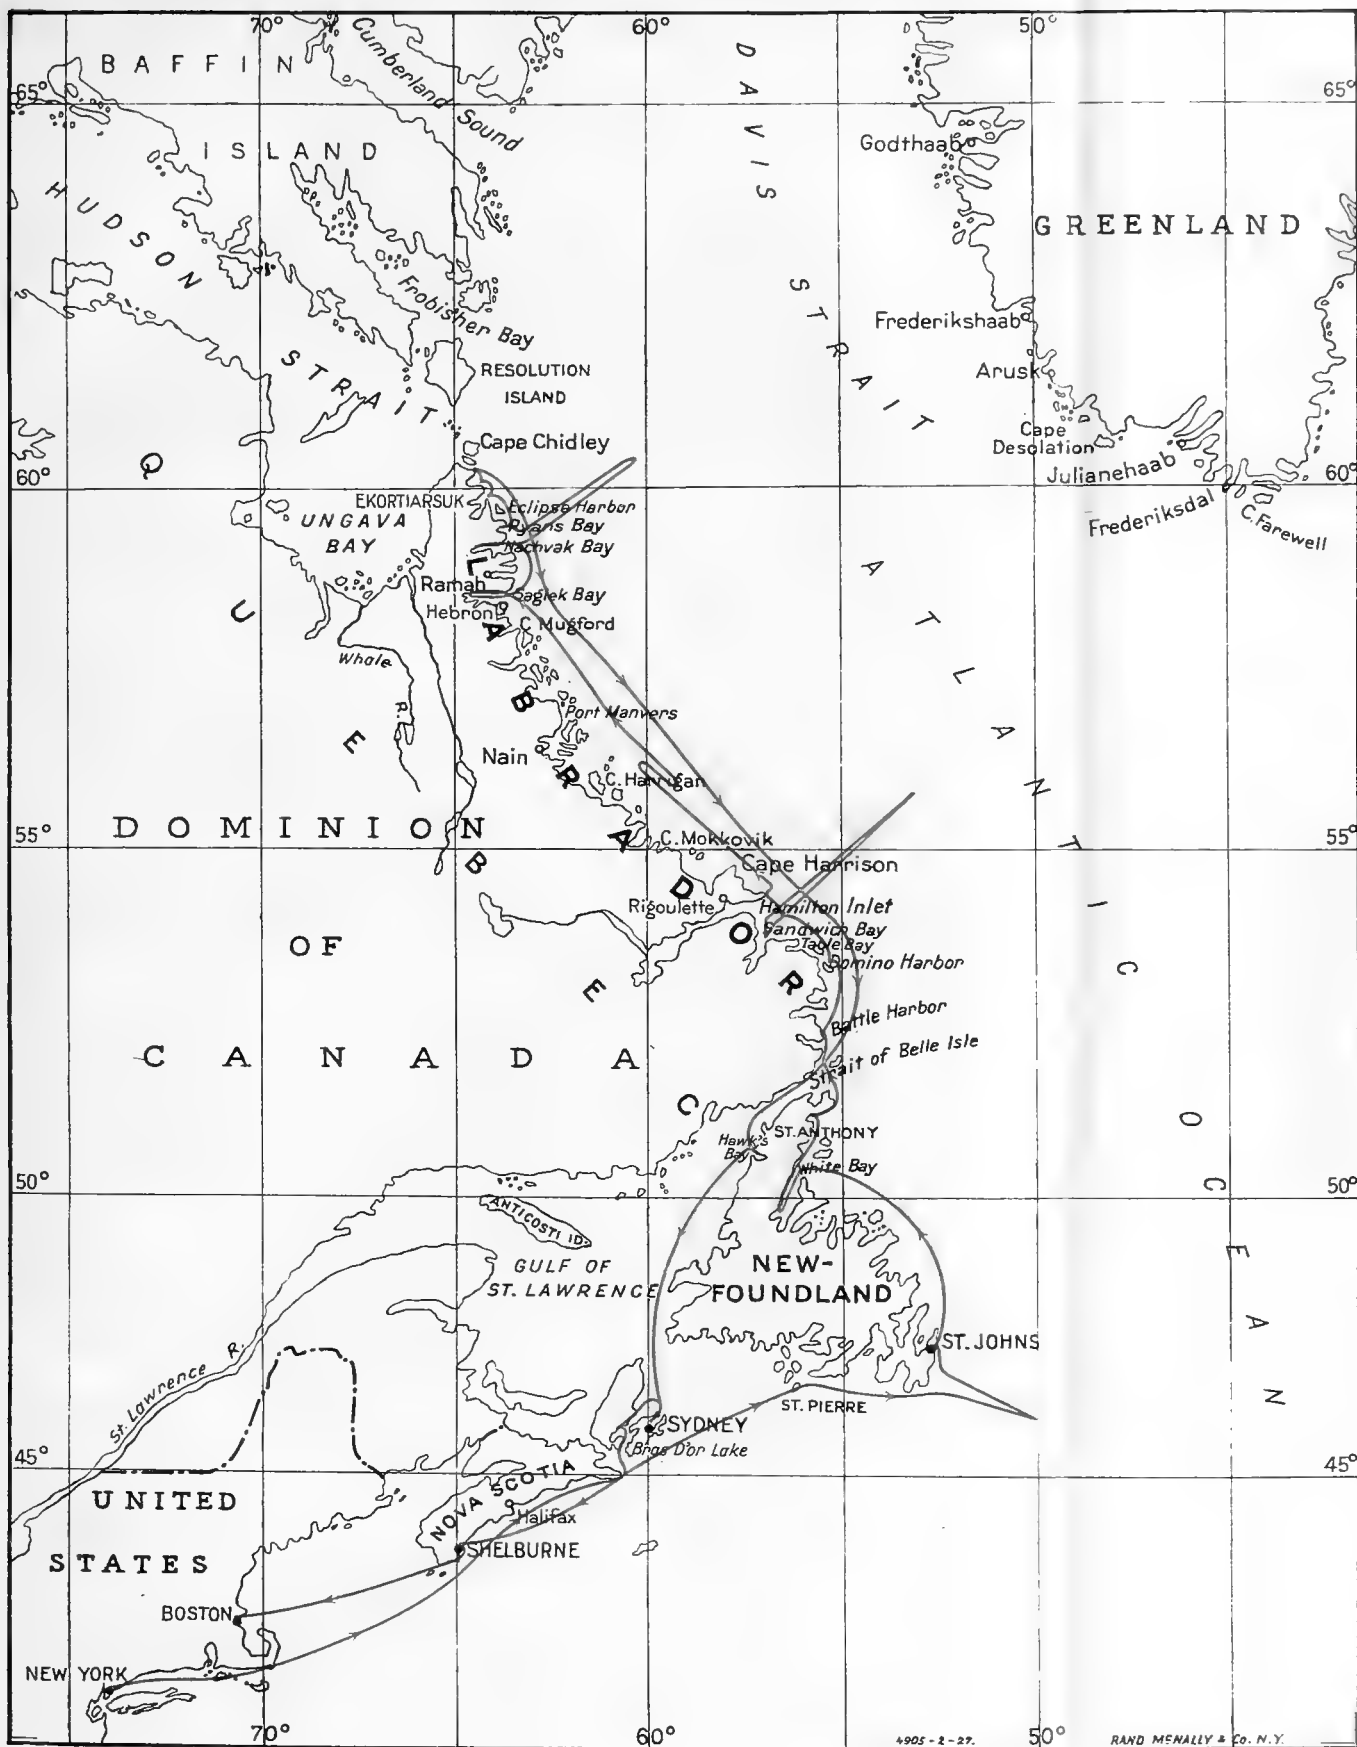 70°
60°
50°
BAFFIN
Cumberland Sound
DAVIS STRAIT
65°
65°
Godthaab
ISLAND
HUDSON STRAIT
GREENLAND
Frobisher Bay
Frederikshaab
RESOLUTION
ISLAND
Arusk
Cape
Desolation
Cape Chidley
Julianehaab
60°
60°
EKORTIARSUK
Eclipse Harbor
Frederiksdal
C. Farewell
UNGAVA
BAY
Ryans Bay
Nachvak Bay
Ramah
Saglek Bay
Hebron
C Mugford
QUEBEC
LABRADOR
ATLANTIC OCEAN
Whale R.
Port Manvers
Nain
C. Harrigan
DOMINION
55°
55°
C. Mokkovik
Cape Harrison
Rigoulette
Hamilton Inlet
Sandwich Bay
Table Bay
OF
Domino Harbor
Battle Harbor
CANADA
Strait of Belle Isle
ST. ANTHONY
Hawk's
Bay
White Bay
50°
50°
ANTICOSTI ID.
GULF OF
ST. LAWRENCE
NEW-
FOUNDLAND
ST. JOHNS
St. Lawrence R.
ST. PIERRE
SYDNEY
Bras D'or Lake
45°
45°
NOVA SCOTIA
UNITED
Halifax
SHELBURNE
STATES
BOSTON
NEW YORK
70°
60°
50°
4905-2-27.
RAND MCNALLY & Co. N.Y.